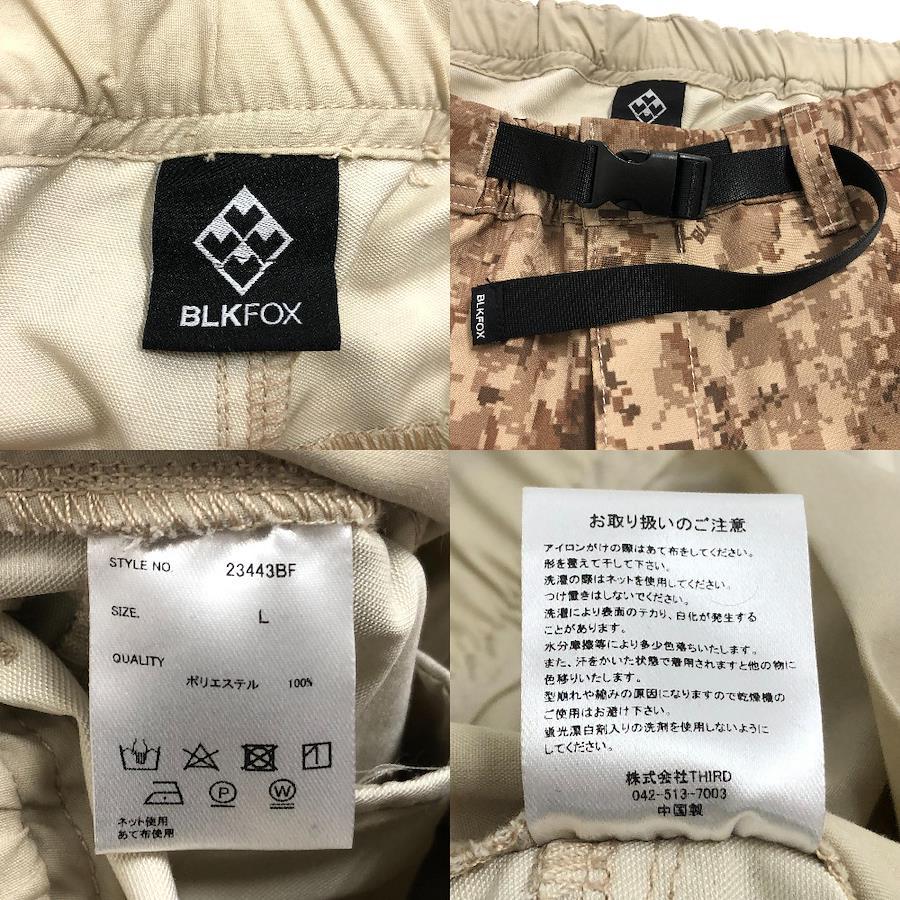 BLKFOX
BLKFOX
STYLE NO 23443BF
SIZE. L
QUALITY
ポリエステル 100%
P
W
ネット使用
あて布使用
お取り扱いのご注意
アイロンがけの際はあて布をしてください。
形を整えて干して下さい。
洗濯の際はネットを使用してください。
つけ置きはしないでください。
洗濯により表面のテカリ、白化が発生する
ことがあります。
水分摩擦等により多少色落ちいたします。
また、汗をかいた状態で着用されますと他の物に
色移りいたします。
型崩れや縮みの原因になりますので乾燥機の
ご使用はお避け下さい。
蛍光漂白剤入りの洗剤を使用しないように
してください。
株式会社THIRD
042-513-7003
中国製